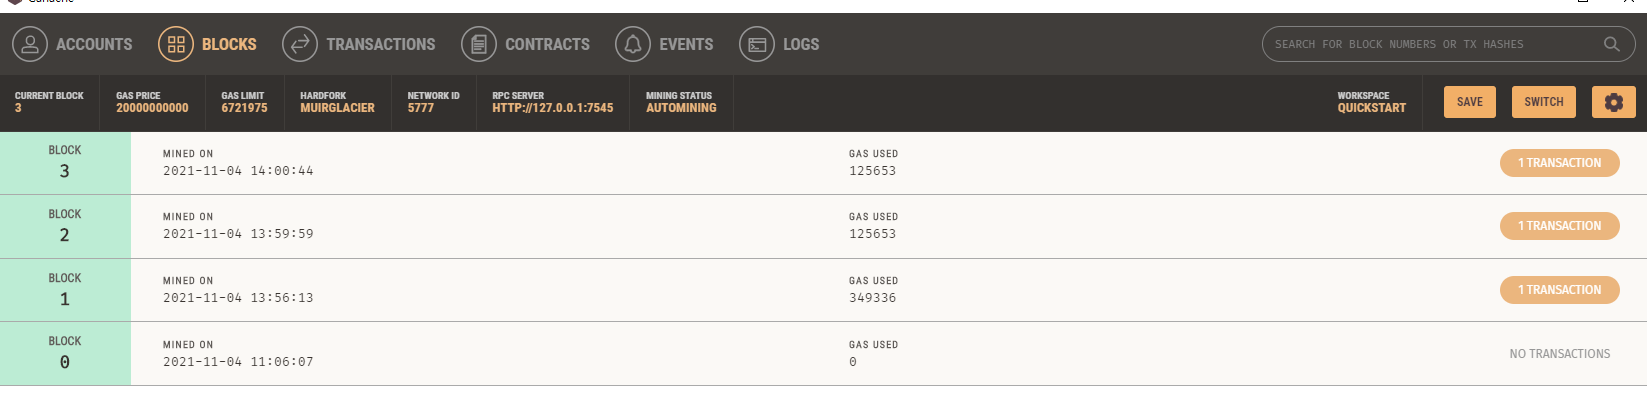 Ganache
ACCOUNTS BLOCKS TRANSACTIONS CONTRACTS EVENTS LOGS SEARCH FOR BLOCK NUMBERS OR TX HASHES
CURRENT BLOCK GAS PRICE GAS LIMIT HARDFORK NETWORK ID RPC SERVER MINING STATUS WORKSPACE
3 20000000000 6721975 MUIRGLACIER 5777 HTTP://127.0.0.1:7545 AUTOMINING QUICKSTART SAVE SWITCH
BLOCK MINED ON GAS USED
3 2021-11-04 14:00:44 125653 1 TRANSACTION
BLOCK MINED ON GAS USED
2 2021-11-04 13:59:59 125653 1 TRANSACTION
BLOCK MINED ON GAS USED
1 2021-11-04 13:56:13 349336 1 TRANSACTION
BLOCK MINED ON GAS USED
0 2021-11-04 11:06:07 0 NO TRANSACTIONS